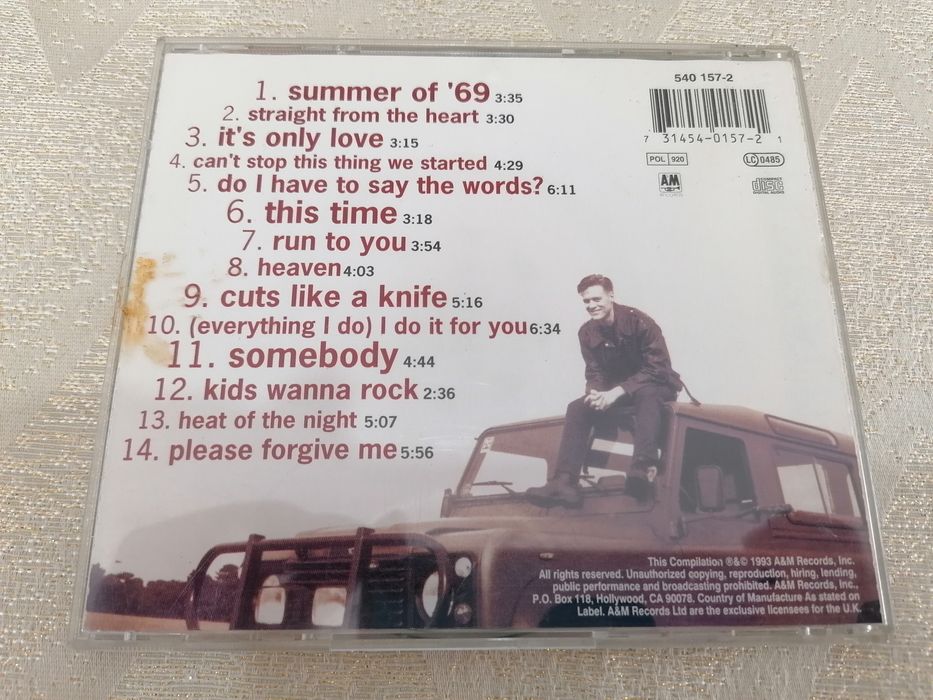 1. summer of '69 3:35
2. straight from the heart 3:30
3. it's only love 3:15
4. can't stop this thing we started 4:29
5. do I have to say the words? 6:11
6. this time 3:18
7. run to you 3:54
8. heaven 4:03
9. cuts like a knife 5:16
10. (everything I do) I do it for you 6:34
11. somebody 4:44
12. kids wanna rock 2:36
13. heat of the night 5:07
14. please forgive me 5:56
540 157-2
7 31454-0157-2 1
POL 920
LC 0485
AM
RECORDS
COMPACT
disc
DIGITAL AUDIO
This Compilation ®&© 1993 A&M Records, Inc.
All rights reserved. Unauthorized copying, reproduction, hiring, lending,
public performance and broadcasting prohibited. A&M Records, Inc.,
P.O. Box 118, Hollywood, CA 90078. Country of Manufacture As stated on
Label. A&M Records Ltd are the exclusive licensees for the U.K.